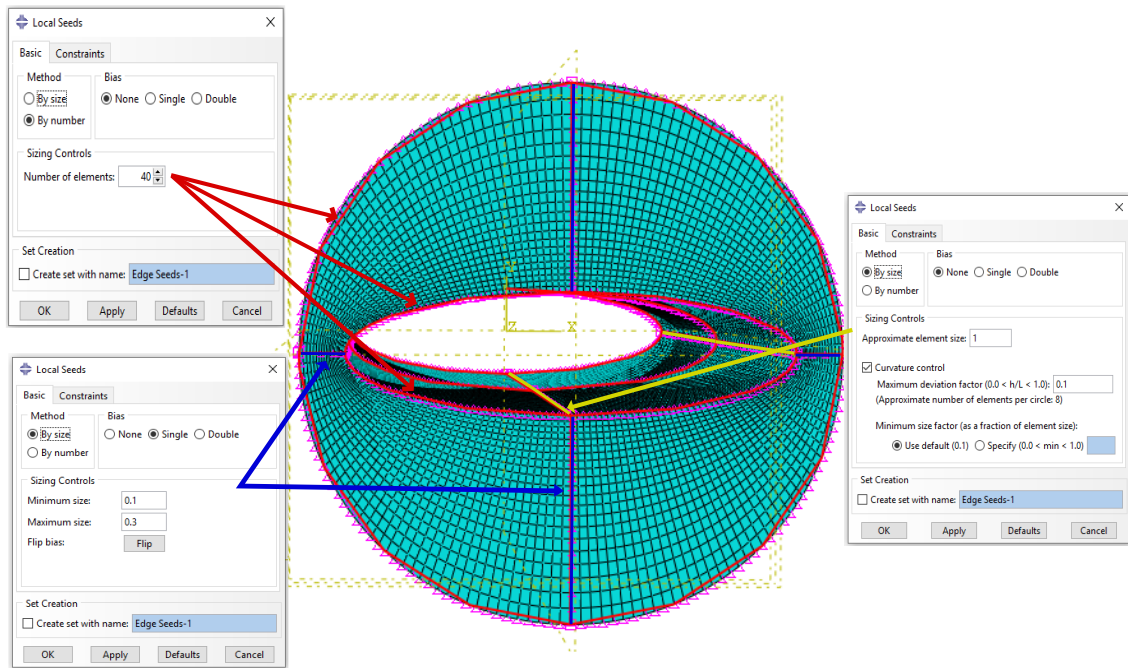 Local Seeds
Basic Constraints
Method Bias
By size None Single Double
By number
Sizing Controls
Number of elements: 40
Set Creation
Create set with name: Edge Seeds-1
OK Apply Defaults Cancel
Local Seeds
Basic Constraints
Method Bias
By size None Single Double
By number
Sizing Controls
Minimum size: 0.1
Maximum size: 0.3
Flip bias: Flip
Set Creation
Create set with name: Edge Seeds-1
OK Apply Defaults Cancel
Z X
Local Seeds
Basic Constraints
Method Bias
By size None Single Double
By number
Sizing Controls
Approximate element size: 1
Curvature control
Maximum deviation factor (0.0 < h/L < 1.0): 0.1
(Approximate number of elements per circle: 8)
Minimum size factor (as a fraction of element size):
Use default (0.1) Specify (0.0 < min < 1.0)
Set Creation
Create set with name: Edge Seeds-1
OK Apply Defaults Cancel